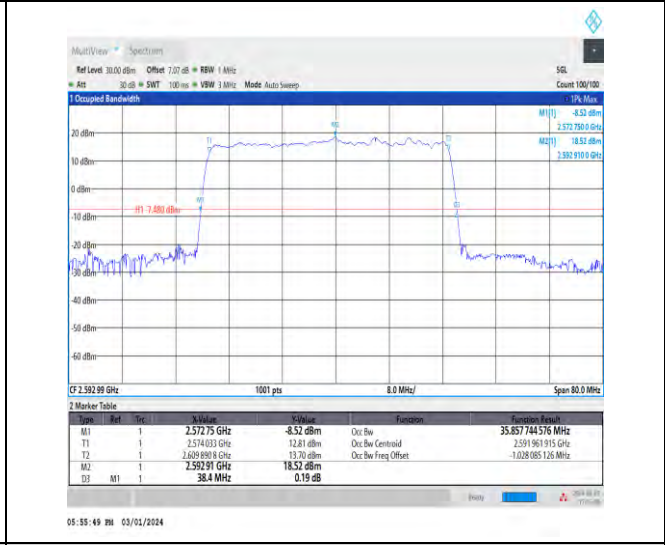 MultiView Spectrum
Ref Level 30.00 dBm Offset 7.07 dB RBW 1 MHz SGL
Att 30 dB SWT 100 ms VBW 3 MHz Mode Auto Sweep Count 100/100
1 Occupied Bandwidth 1Pk Max
M1[1] -8.52 dBm
2.572 750 0 GHz
M2[1] 18.52 dBm
2.592 910 0 GHz
M2
T1
T2
20 dBm
10 dBm
0 dBm
M1
D3
H1 -7.480 dBm
-10 dBm
-20 dBm
-30 dBm
-40 dBm
-50 dBm
-60 dBm
CF 2.592 99 GHz 1001 pts 8.0 MHz/ Span 80.0 MHz
2 Marker Table
Type Ref Trc X-Value Y-Value Function Function Result
M1 1 2.572 75 GHz -8.52 dBm Occ Bw 35.857 744 576 MHz
T1 1 2.574 033 GHz 12.81 dBm Occ Bw Centroid 2.591 961 915 GHz
T2 1 2.609 890 8 GHz 13.70 dBm Occ Bw Freq Offset -1.028 085 126 MHz
M2 1 2.592 91 GHz 18.52 dBm
D3 M1 1 38.4 MHz 0.19 dB
Ready
05:55:49 PM 03/01/2024